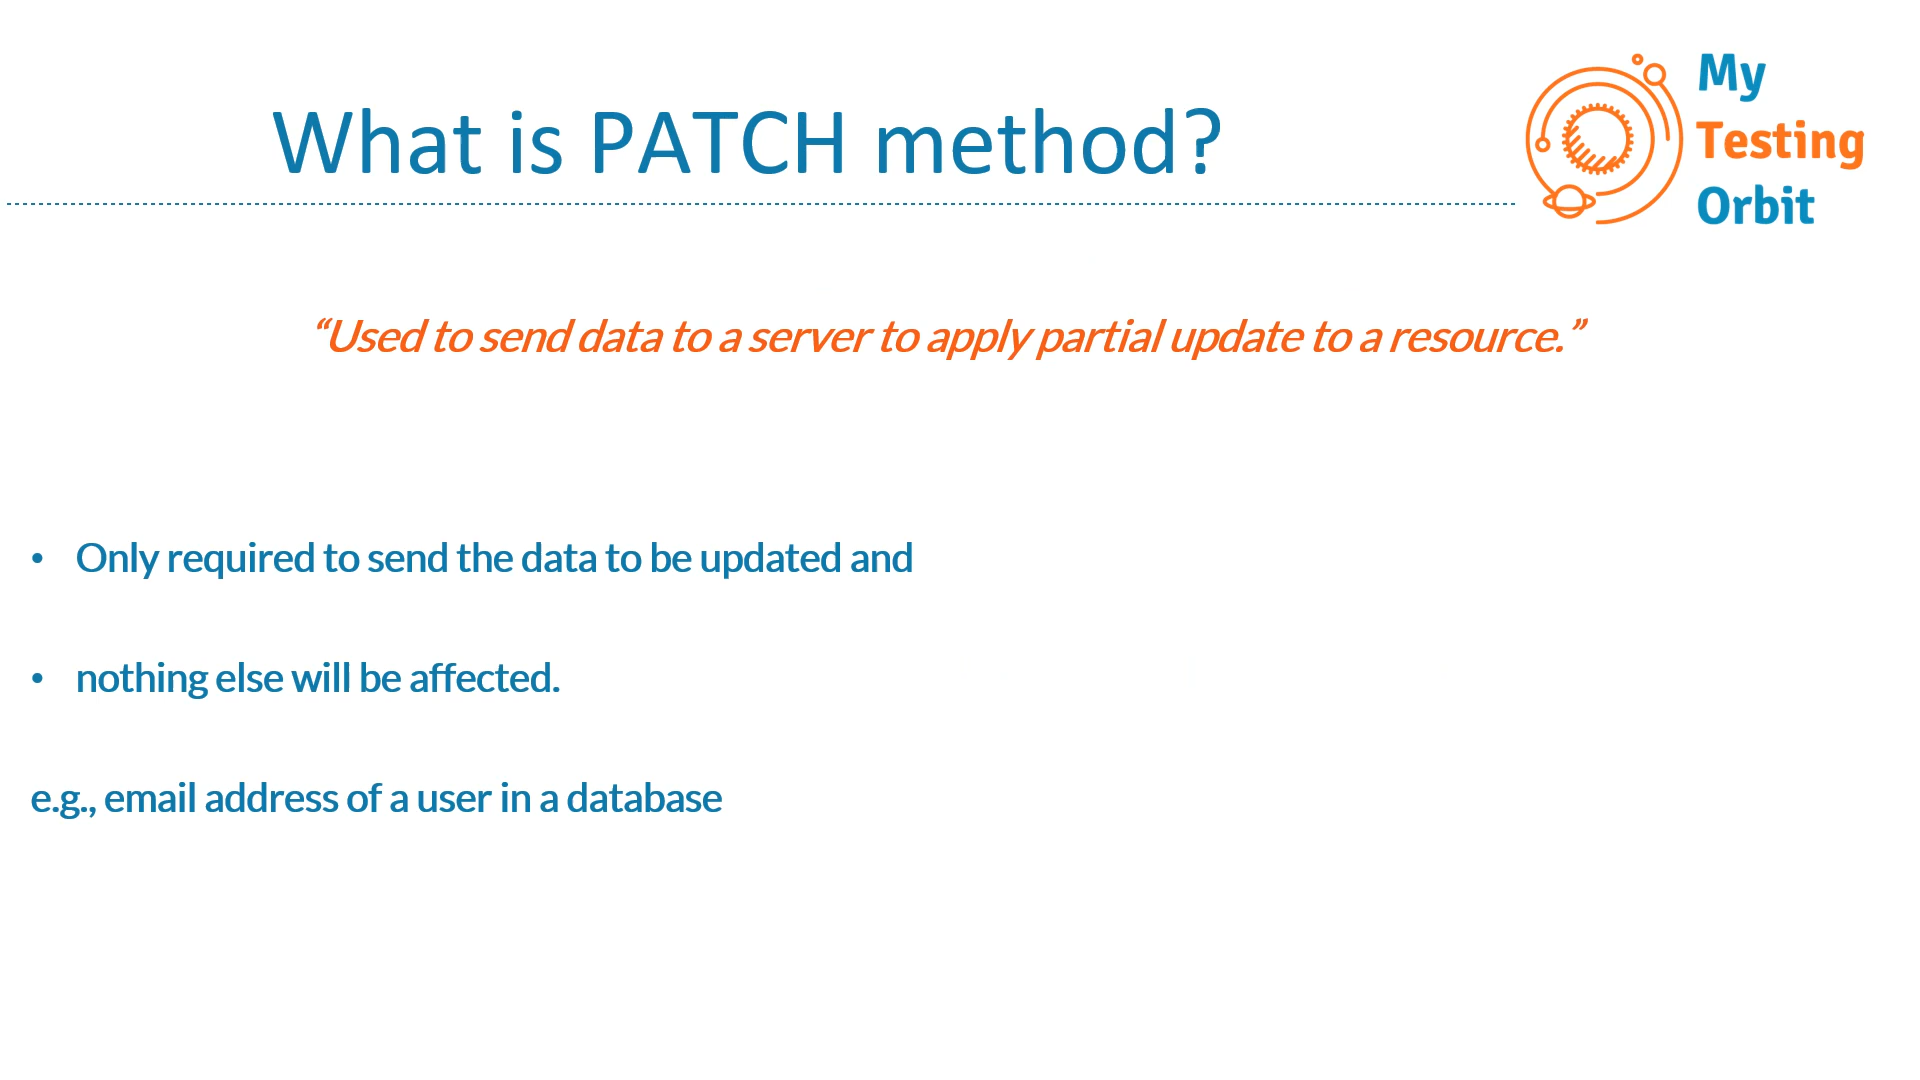 What is PATCH method?
My
Testing
Orbit
“Used to send data to a server to apply partial update to a resource.”
• Only required to send the data to be updated and
• nothing else will be affected.
e.g., email address of a user in a database